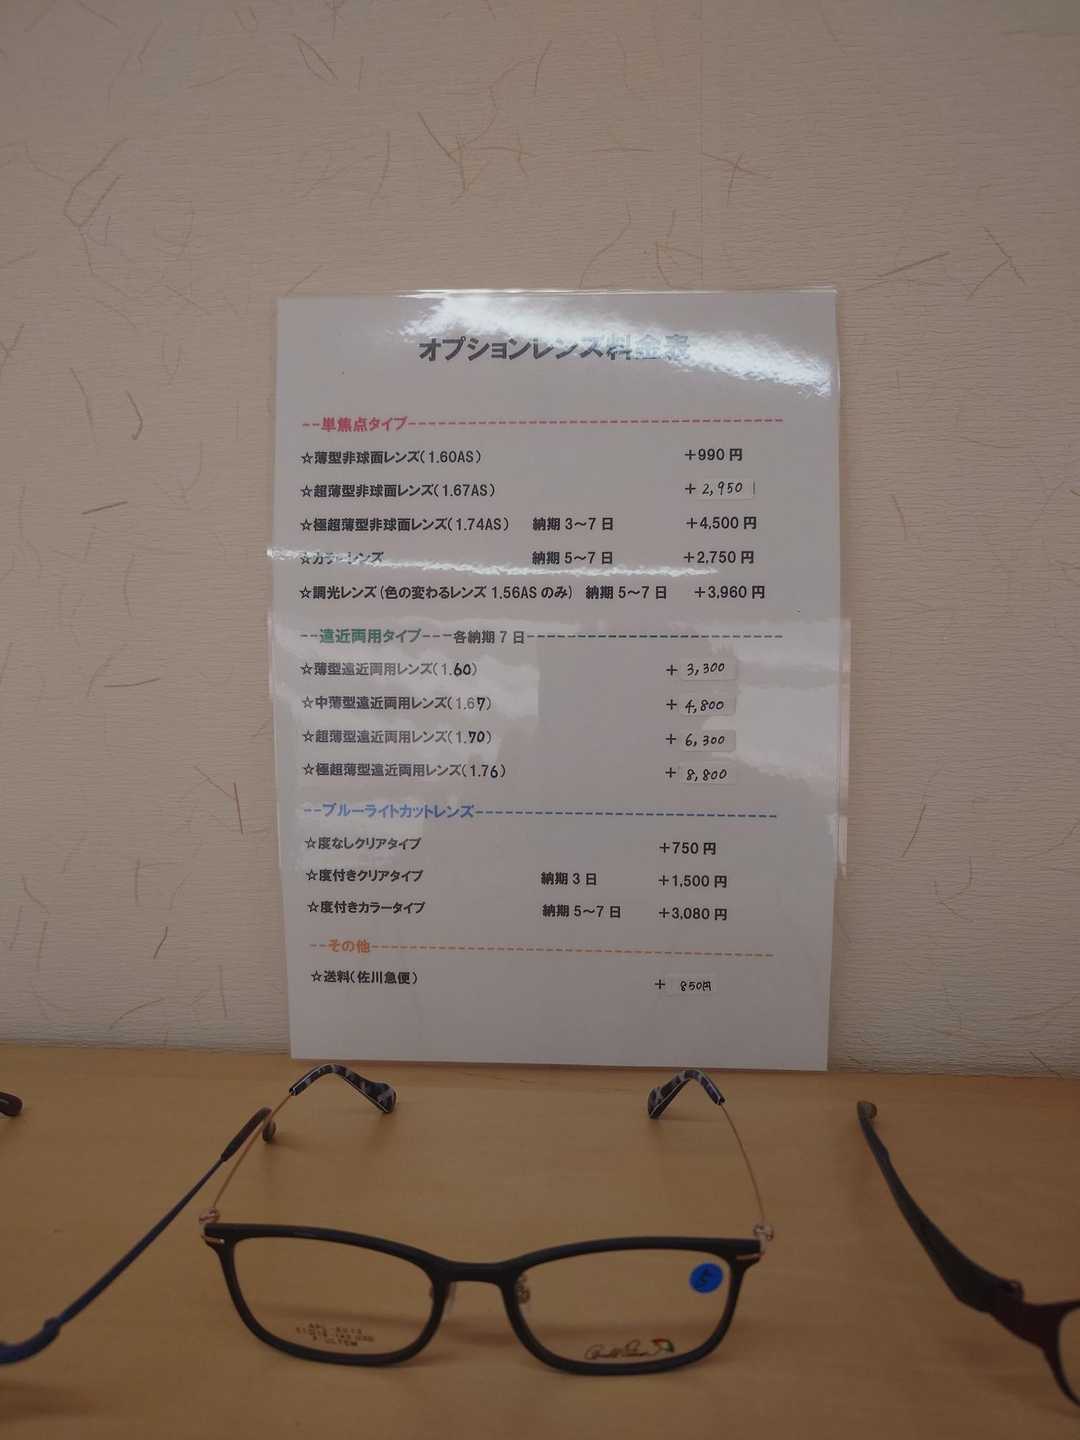 オプションレンズ料金表
--単焦点タイプ--------------------------------
☆薄型非球面レンズ(1.60AS) +990円
☆超薄型非球面レンズ(1.67AS) +2,950
☆極超薄型非球面レンズ(1.74AS) 納期3～7日 +4,500円
☆カラーレンズ 納期5～7日 +2,750円
☆調光レンズ(色の変わるレンズ1.56ASのみ) 納期5～7日 +3,960円
--遠近両用タイプ---各納期7日----------------------
☆薄型遠近両用レンズ(1.60) +3,300
☆中薄型遠近両用レンズ(1.67) +4,800
☆超薄型遠近両用レンズ(1.70) +6,300
☆極超薄型遠近両用レンズ(1.76) +8,800
--ブルーライトカットレンズ--------------------------
☆度なしクリアタイプ +750円
☆度付きクリアタイプ 納期3日 +1,500円
☆度付きカラータイプ 納期5～7日 +3,080円
--その他----------------------------------
☆送料(佐川急便) +850円
5